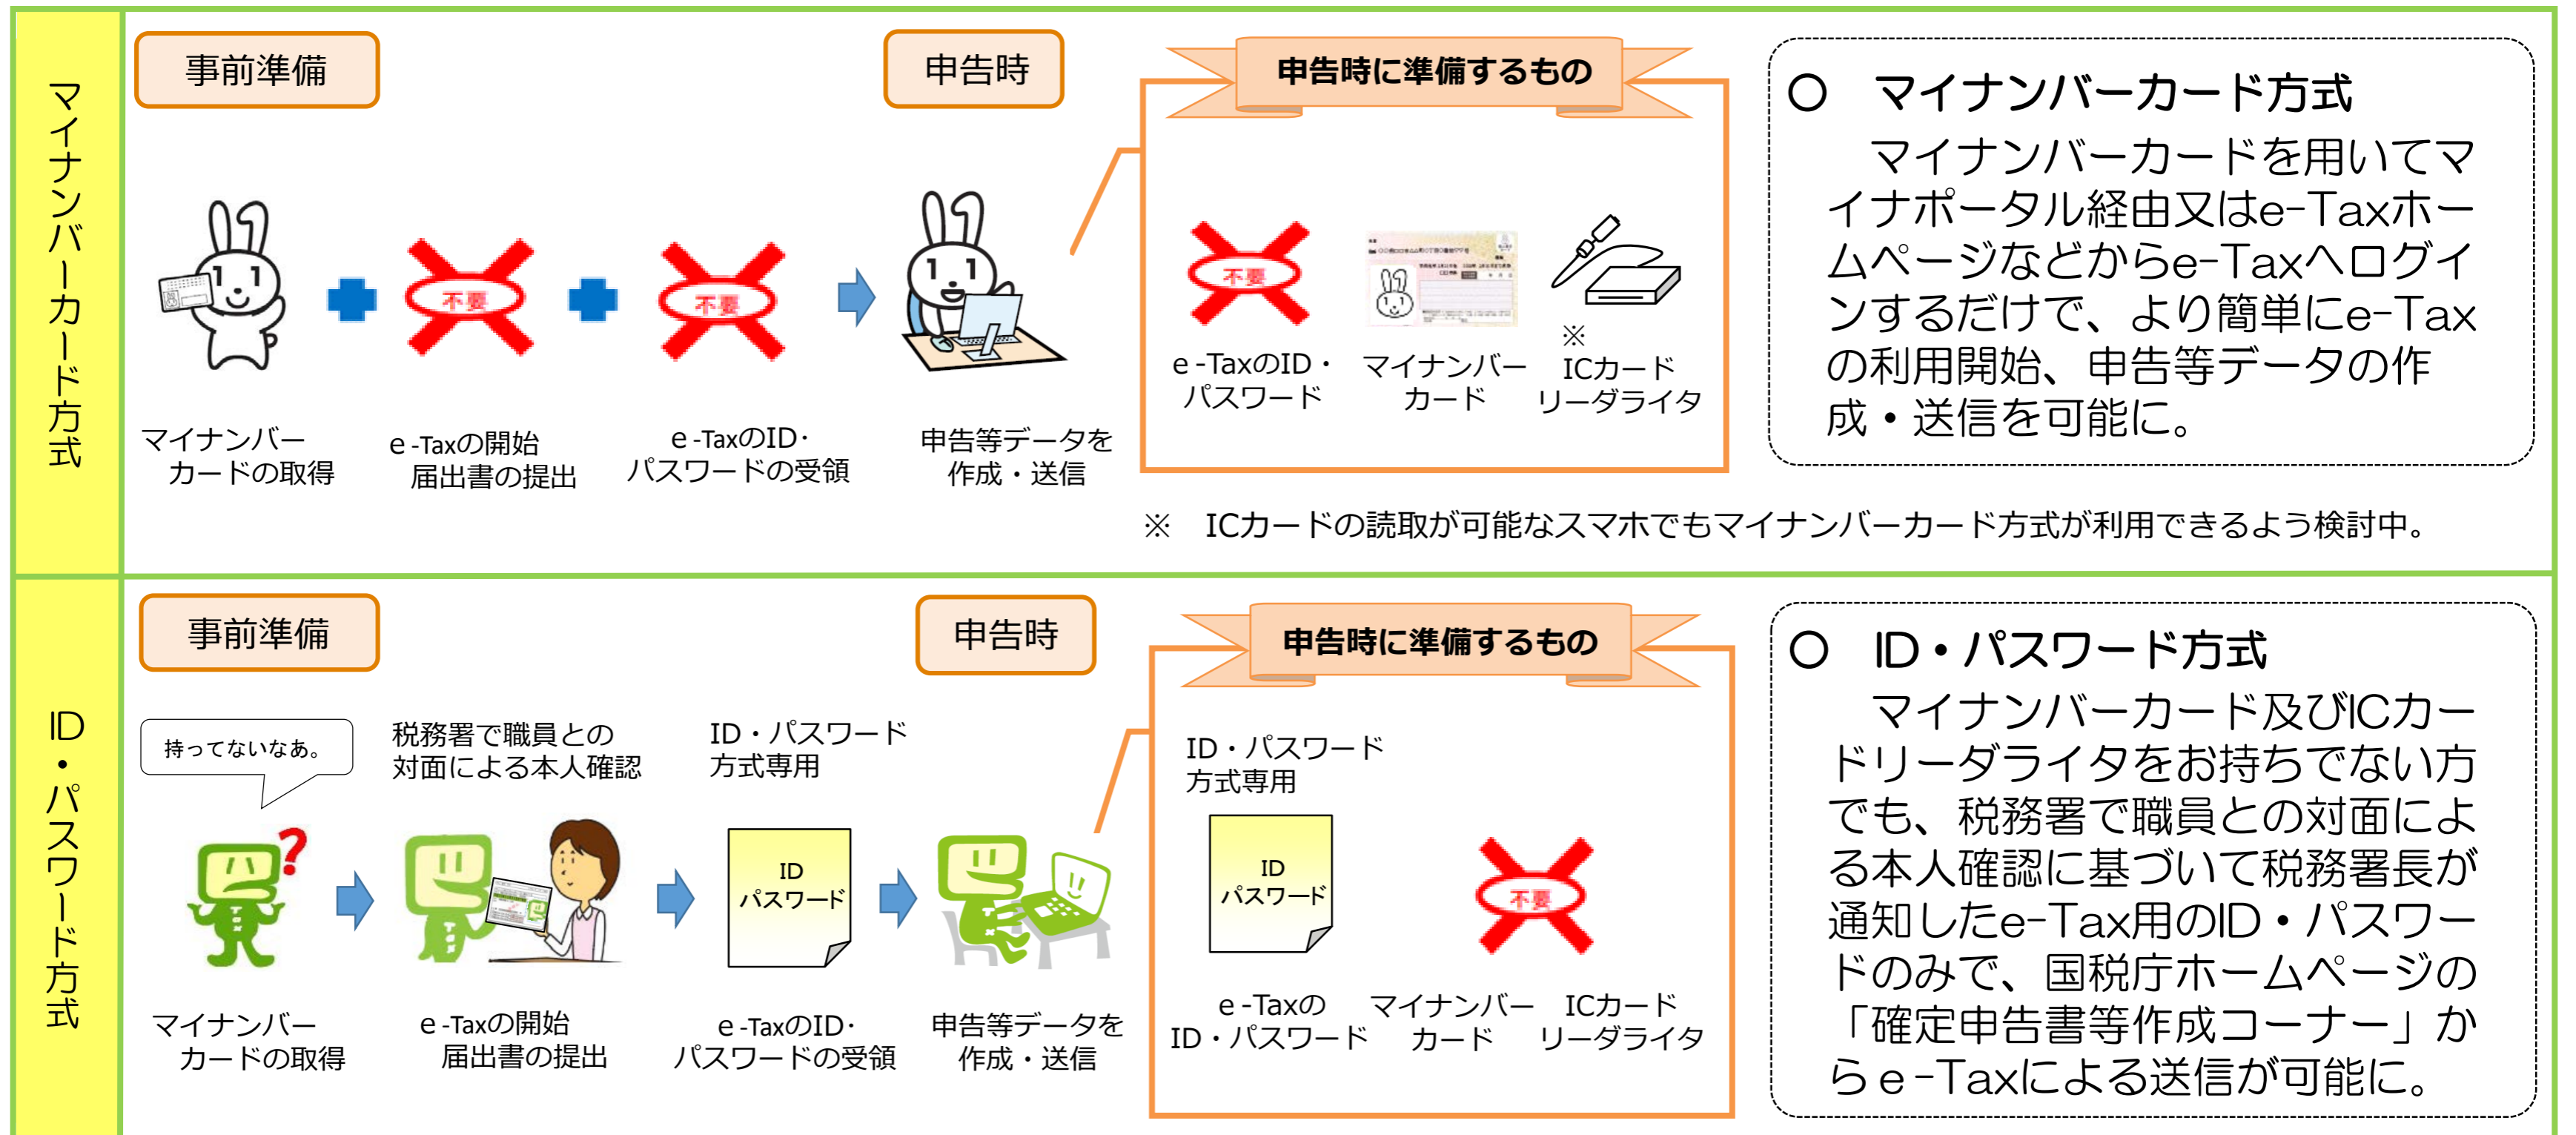 マイナンバーカード方式
事前準備
申告時
申告時に準備するもの
不要
不要
不要
マイナンバー
カードの取得
e-Taxの開始
届出書の提出
e-TaxのID・
パスワードの受領
申告等データを
作成・送信
e-TaxのID・
パスワード
マイナンバー
カード
※
ICカード
リーダライタ
○ マイナンバーカード方式
マイナンバーカードを用いてマ
イナポータル経由又はe-Taxホー
ムページなどからe-Taxへログイ
ンするだけで、より簡単にe-Tax
の利用開始、申告等データの作
成・送信を可能に。
※ ICカードの読取が可能なスマホでもマイナンバーカード方式が利用できるよう検討中。
ID・パスワード方式
事前準備
申告時
申告時に準備するもの
持ってないなあ。
税務署で職員との
対面による本人確認
ID・パスワード
方式専用
ID
パスワード
マイナンバー
カードの取得
e-Taxの開始
届出書の提出
e-TaxのID・
パスワードの受領
申告等データを
作成・送信
ID・パスワード
方式専用
ID
パスワード
不要
e-Taxの
ID・パスワード
マイナンバー
カード
ICカード
リーダライタ
○ ID・パスワード方式
マイナンバーカード及びICカー
ドリーダライタをお持ちでない方
でも、税務署で職員との対面によ
る本人確認に基づいて税務署長が
通知したe-Tax用のID・パスワー
ドのみで、国税庁ホームページの
「確定申告書等作成コーナー」か
らe-Taxによる送信が可能に。